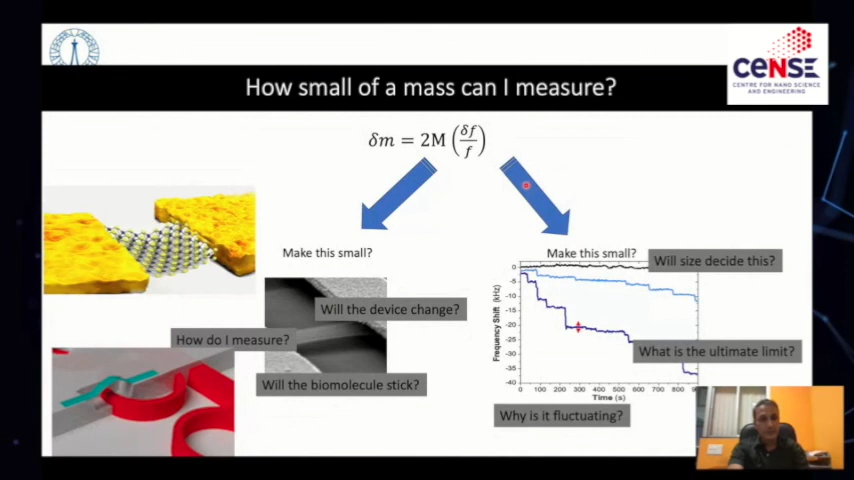 CeNSE
CENTRE FOR NANO SCIENCE
AND ENGINEERING
How small of a mass can I measure?
δm = 2M (δf/f)
Make this small?
Make this small?
Will size decide this?
Will the device change?
How do I measure?
What is the ultimate limit?
Will the biomolecule stick?
Why is it fluctuating?
Frequency Shift (kHz)
0
-5
-10
-15
-20
-25
-30
-35
-40
0 100 200 300 400 500 600 700 800
Time (s)